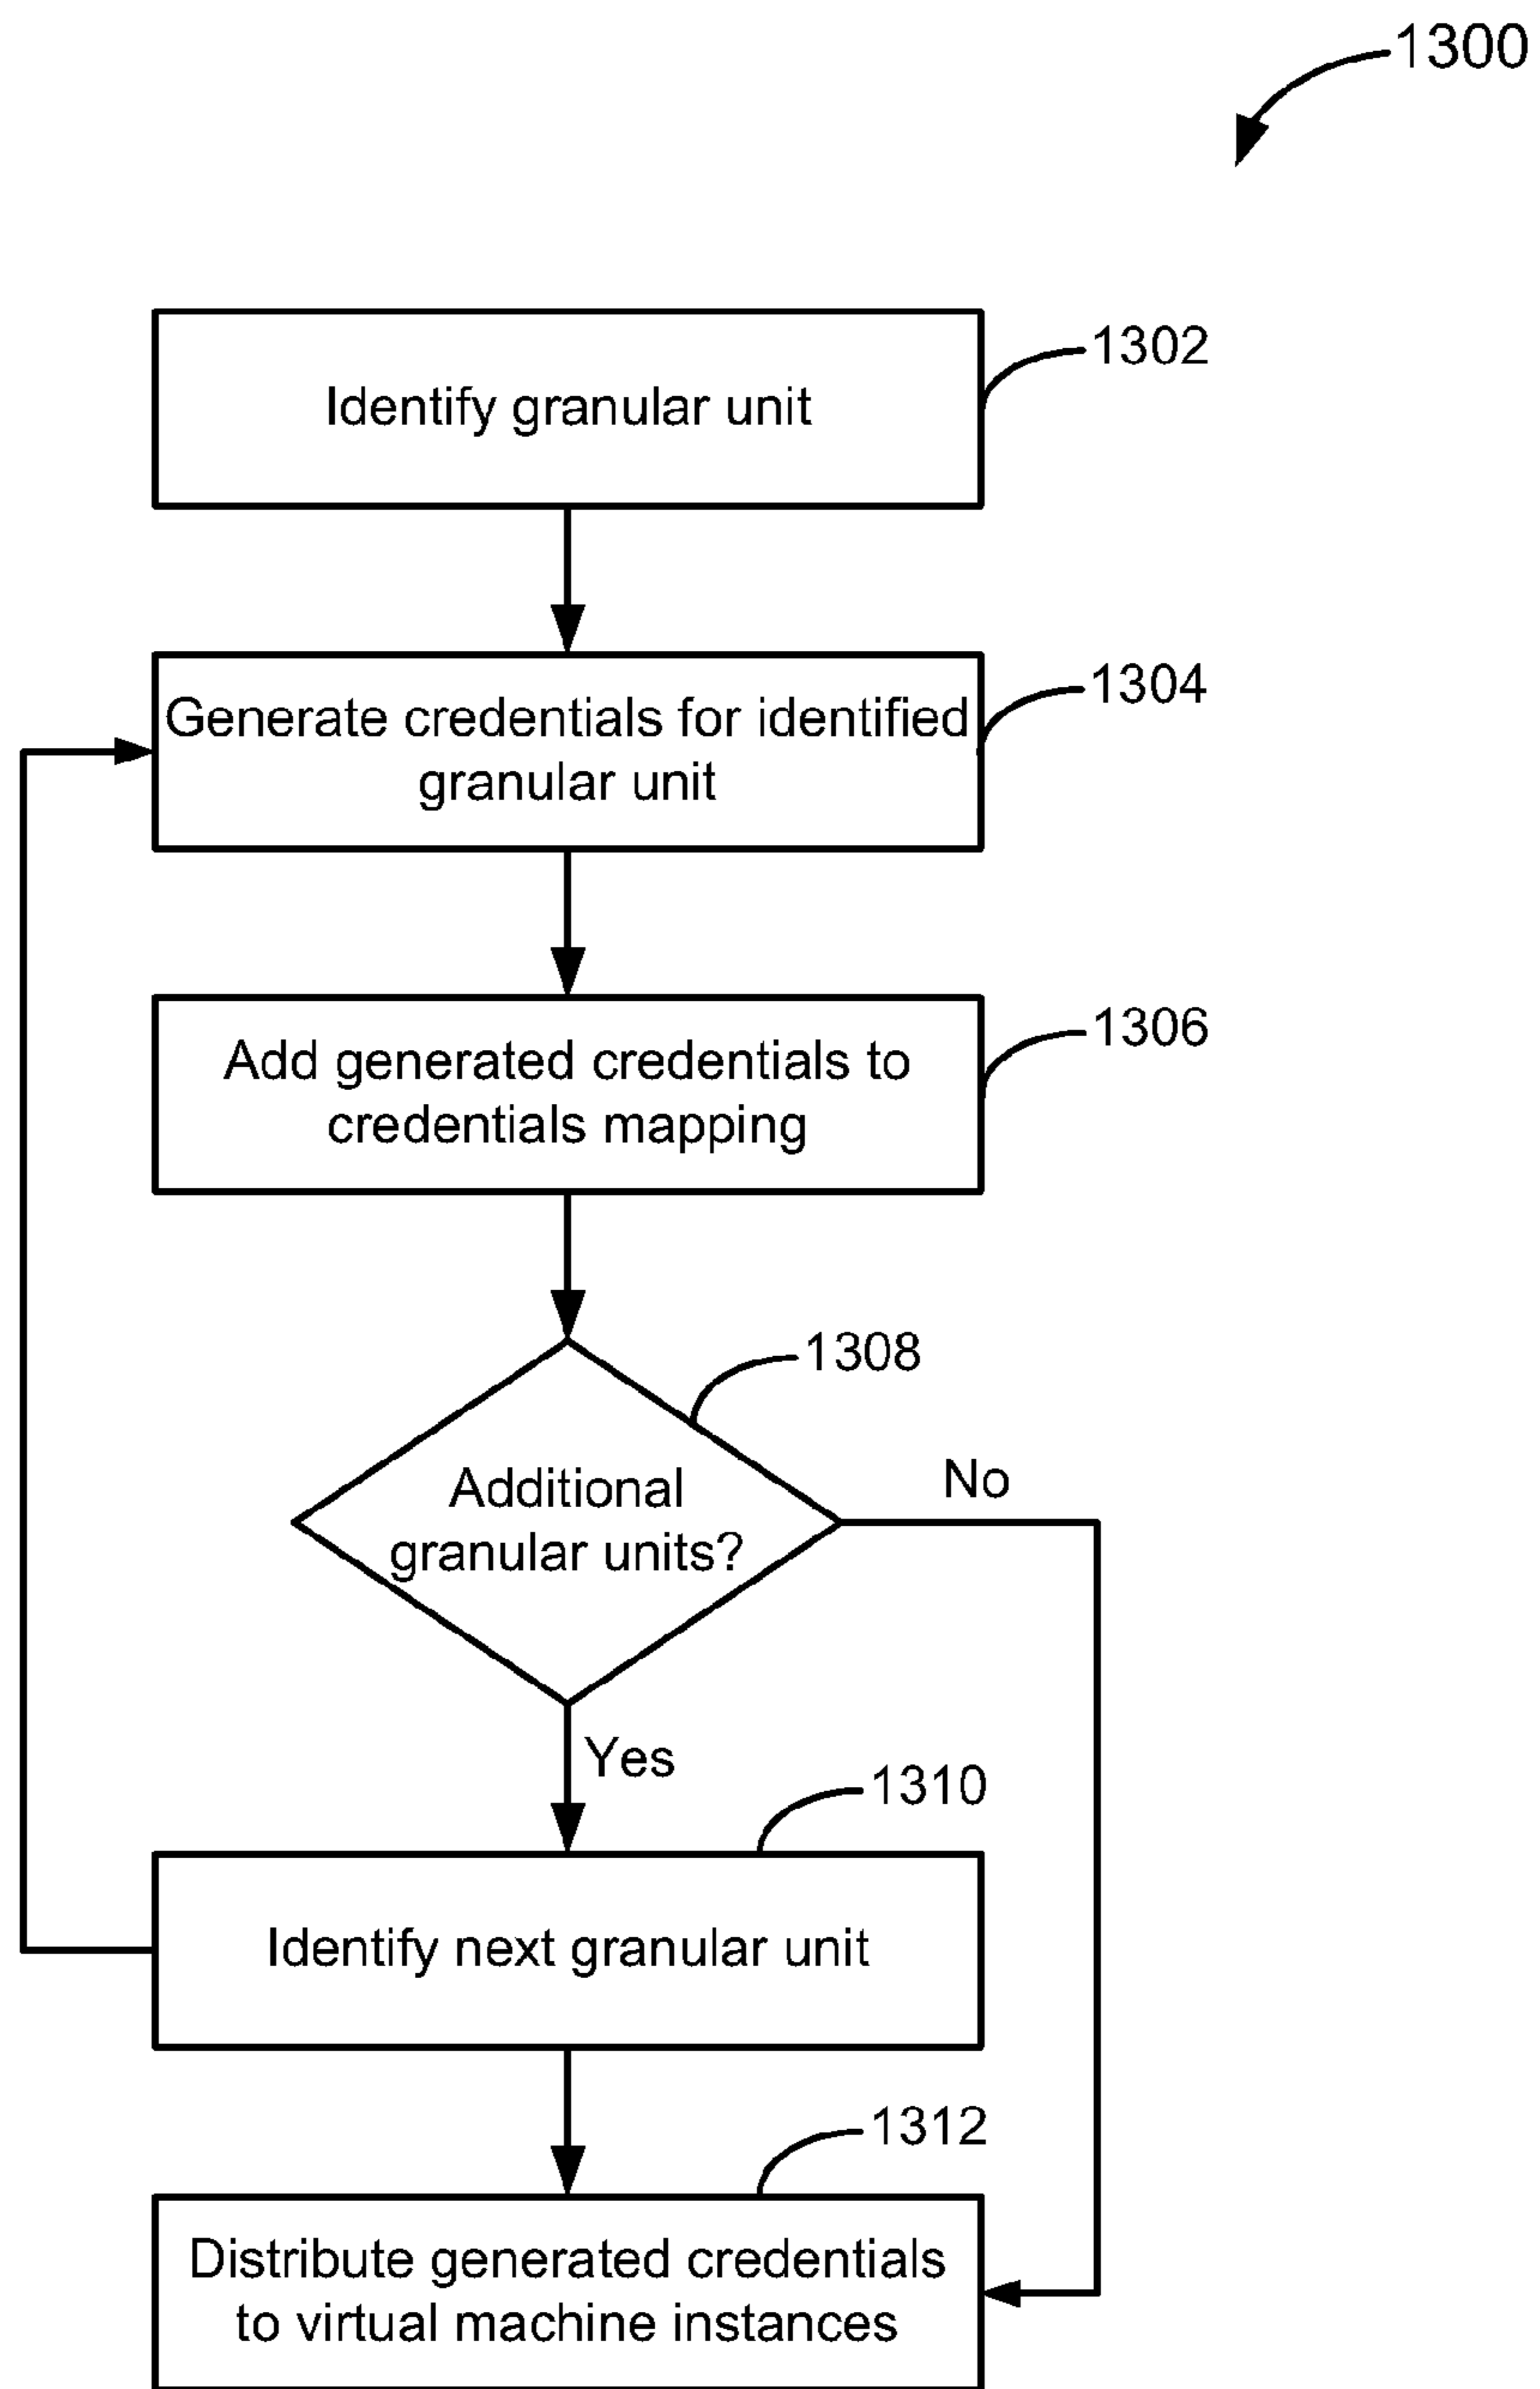 1300
Identify granular unit
1302
Generate credentials for identified
granular unit
1304
Add generated credentials to
credentials mapping
1306
1308
Additional
granular units?
No
Yes
1310
Identify next granular unit
1312
Distribute generated credentials
to virtual machine instances